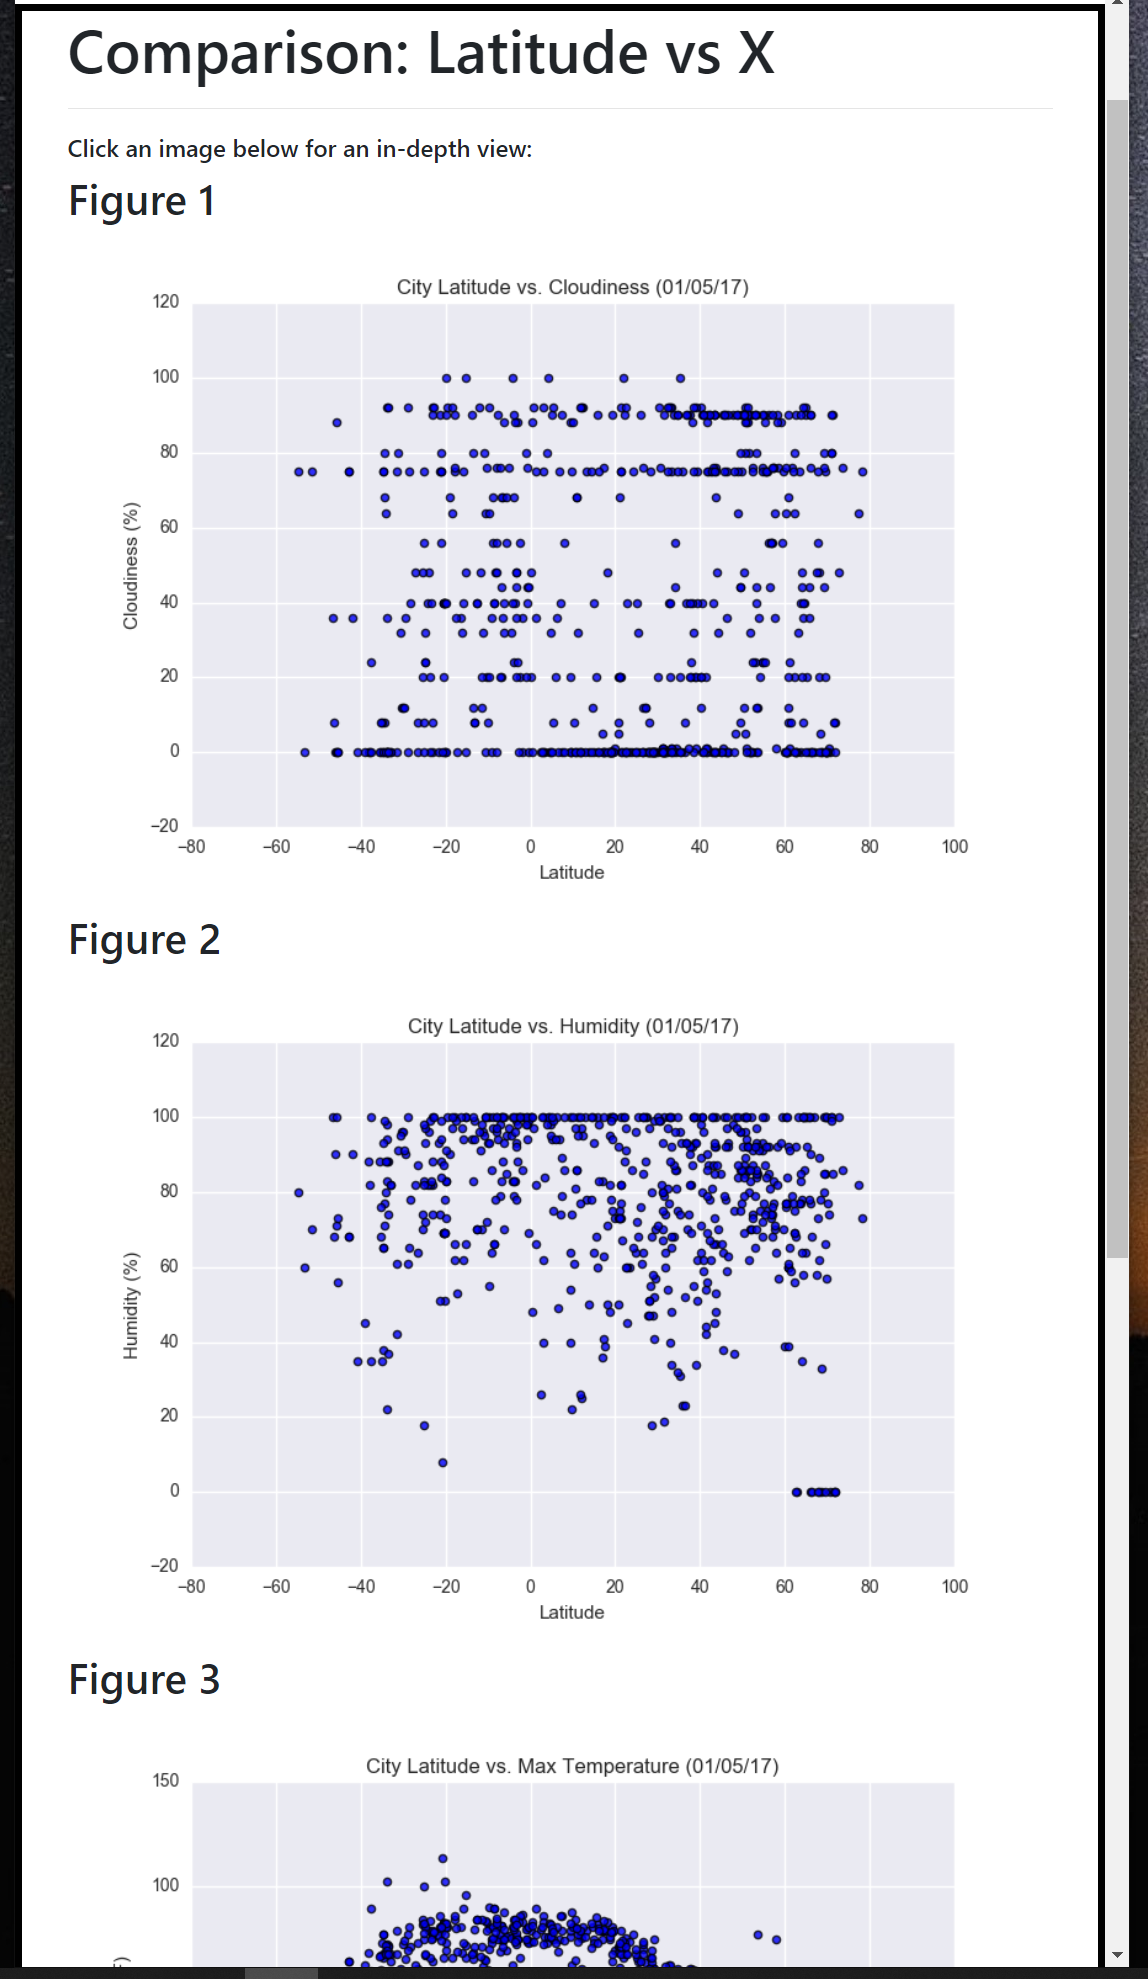 Comparison: Latitude vs X
Click an image below for an in-depth view:
Figure 1
City Latitude vs. Cloudiness (01/05/17)
120
100
80
60
40
20
0
−20
Cloudiness (%)
−80 −60 −40 −20 0 20 40 60 80 100
Latitude
Figure 2
City Latitude vs. Humidity (01/05/17)
120
100
80
60
40
20
0
−20
Humidity (%)
−80 −60 −40 −20 0 20 40 60 80 100
Latitude
Figure 3
City Latitude vs. Max Temperature (01/05/17)
150
100